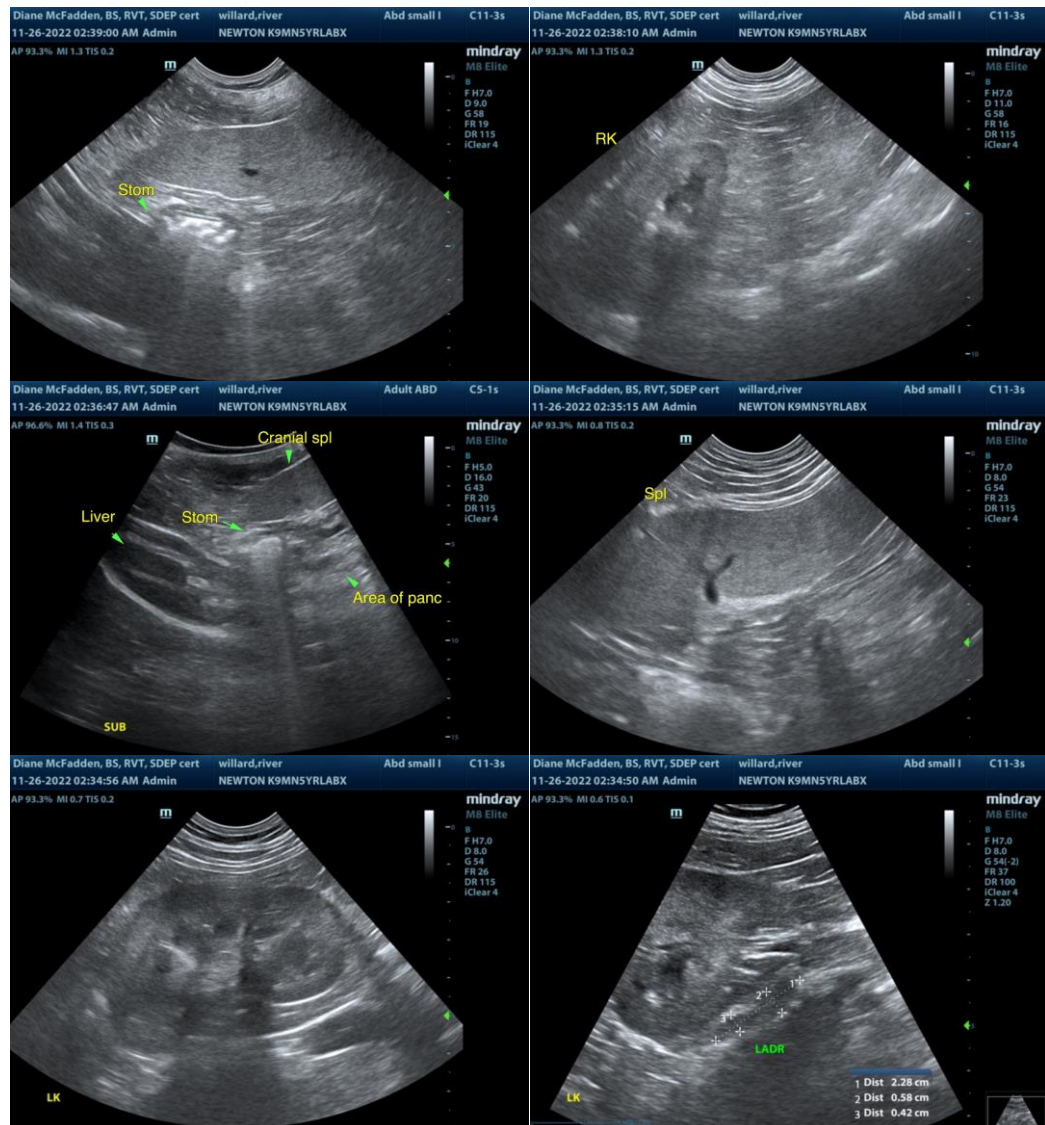 Diane McFadden, BS, RVT, SDEP cert willard,river Abd small I C11-3s
11-26-2022 02:39:00 AM Admin NEWTON K9MN5YRLABX
AP 93.3% MI 1.3 TIS 0.2
mindray
M8 Elite
m
B
F H7.0
D 9.0
G 58
FR 19
DR 115
iClear 4
0
Stom
Diane McFadden, BS, RVT, SDEP cert willard,river Abd small I C11-3s
11-26-2022 02:38:10 AM Admin NEWTON K9MN5YRLABX
AP 93.3% MI 1.3 TIS 0.2
mindray
M8 Elite
m
B
F H7.0
D 11.0
G 58
FR 16
DR 115
iClear 4
0
RK
10
Diane McFadden, BS, RVT, SDEP cert willard,river Adult ABD C5-1s
11-26-2022 02:36:47 AM Admin NEWTON K9MN5YRLABX
AP 96.6% MI 1.4 TIS 0.3
mindray
M8 Elite
m
B
F H5.0
D 16.0
G 43
FR 20
DR 115
iClear 4
0
Cranial spl
Liver
Stom
5
Area of panc
10
SUB
15
Diane McFadden, BS, RVT, SDEP cert willard,river Abd small I C11-3s
11-26-2022 02:35:15 AM Admin NEWTON K9MN5YRLABX
AP 93.3% MI 0.8 TIS 0.2
mindray
M8 Elite
m
B
F H7.0
D 8.0
G 54
FR 23
DR 115
iClear 4
0
Spl
Diane McFadden, BS, RVT, SDEP cert willard,river Abd small I C11-3s
11-26-2022 02:34:56 AM Admin NEWTON K9MN5YRLABX
AP 93.3% MI 0.7 TIS 0.2
mindray
M8 Elite
m
B
F H7.0
D 8.0
G 54
FR 26
DR 115
iClear 4
0
LK
Diane McFadden, BS, RVT, SDEP cert willard,river Abd small I C11-3s
11-26-2022 02:34:50 AM Admin NEWTON K9MN5YRLABX
AP 93.3% MI 0.6 TIS 0.1
mindray
M8 Elite
m
B
F H7.0
D 8.0
G 54(-2)
FR 37
DR 100
iClear 4
Z 1.20
0
1
2
3
5
LADR
LK
1 Dist 2.28 cm
2 Dist 0.58 cm
3 Dist 0.42 cm